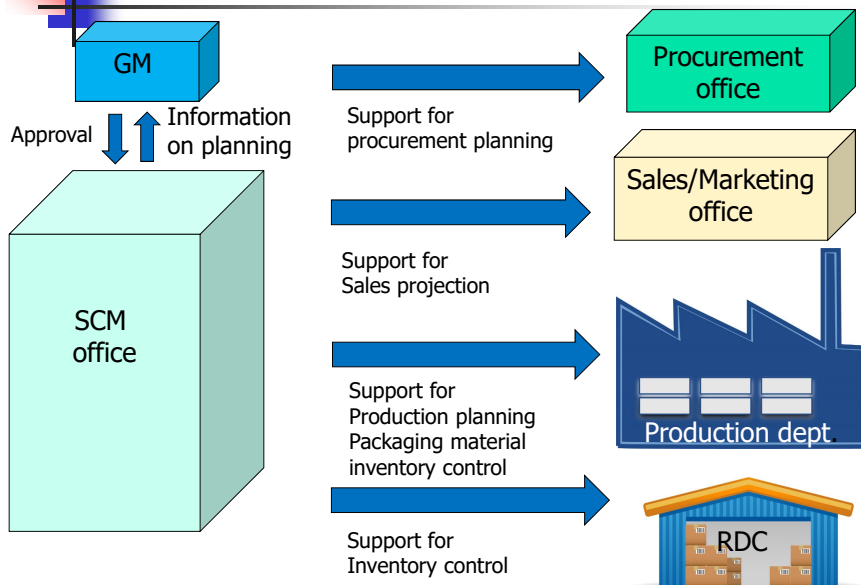 GM
Approval
Information
on planning
SCM
office
Support for
procurement planning
Procurement
office
Support for
Sales projection
Sales/Marketing
office
Support for
Production planning
Packaging material
inventory control
Production dept.
Support for
Inventory control
RDC